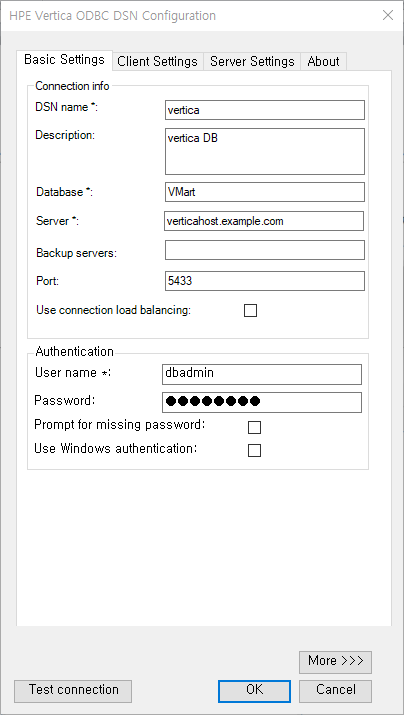 HPE Vertica ODBC DSN Configuration
Basic Settings Client Settings Server Settings About
Connection info
DSN name *: vertica
Description: vertica DB
Database *: VMart
Server *: verticahost.example.com
Backup servers:
Port: 5433
Use connection load balancing:
Authentication
User name *: dbadmin
Password: ●●●●●●●●
Prompt for missing password:
Use Windows authentication:
More >>>
Test connection OK Cancel